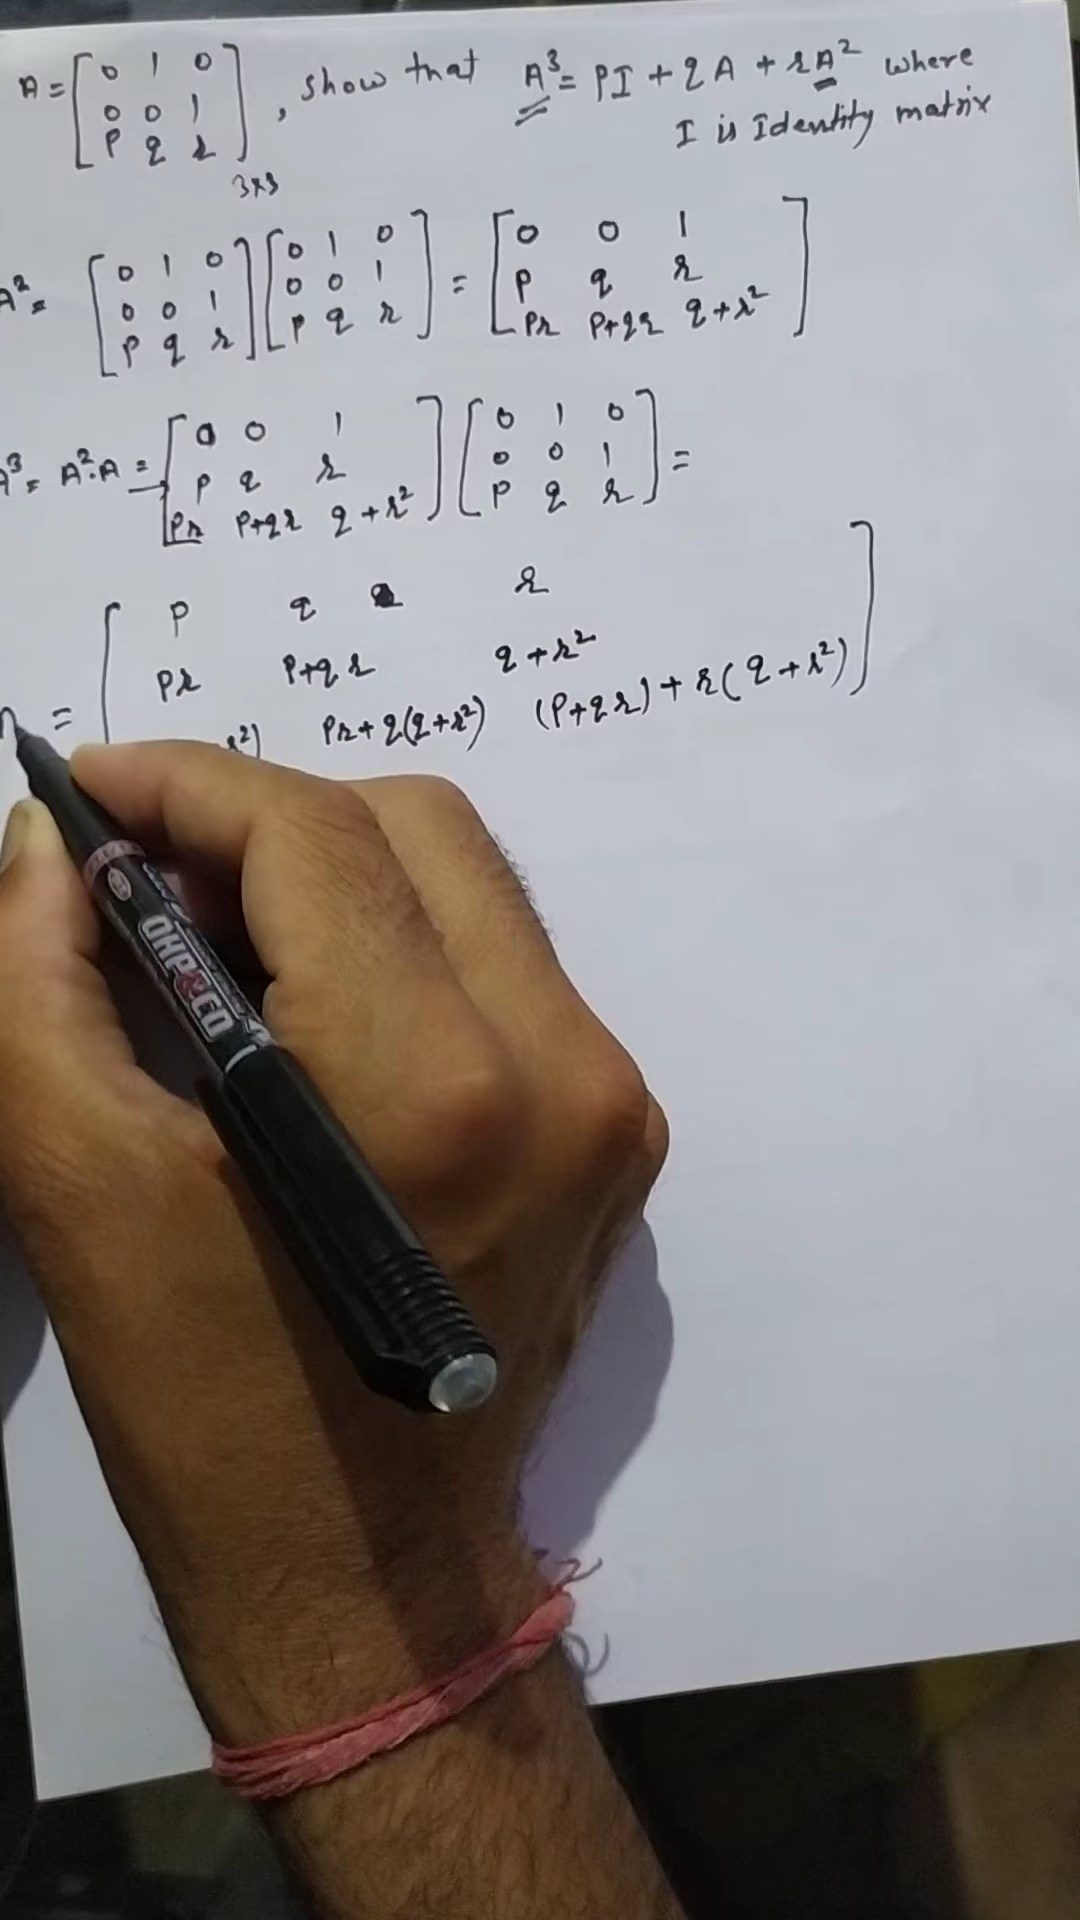 A = [ 0 1 0 , show that A³ = PI + qA + rA² where
0 0 1 I is Identity matrix
p q r ]
3×3
A² = [ 0 1 0 [ 0 1 0 = [ 0 0 1
0 0 1 0 0 1 p q r
p q r ] p q r ] pr p+qr q+r² ]
A³ = A².A = [ 0 0 1 [ 0 1 0 =
p q r 0 0 1
pr p+qr q+r² ] p q r ]
= [ p q r
pr p+qr q+r²
r²) pr+q(q+r²) (p+qr)+r(q+r²) ]
OHP&CO